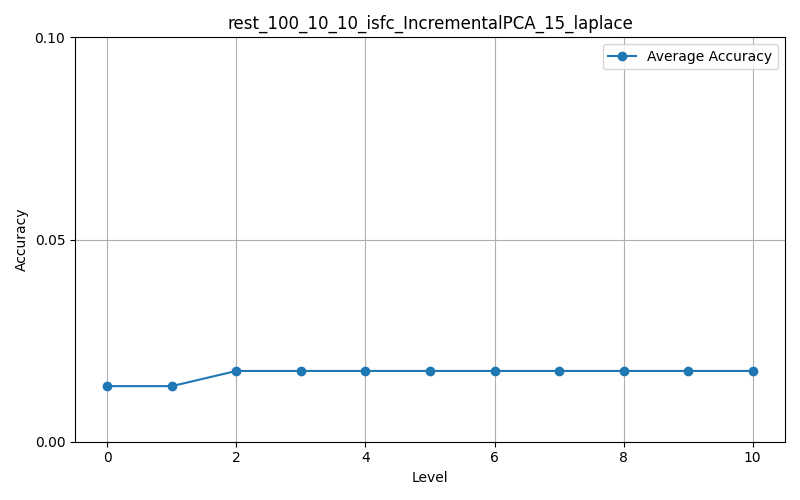 rest_100_10_10_isfc_IncrementalPCA_15_laplace
Average Accuracy
0.10
0.05
0.00
Accuracy
0 2 4 6 8 10
Level